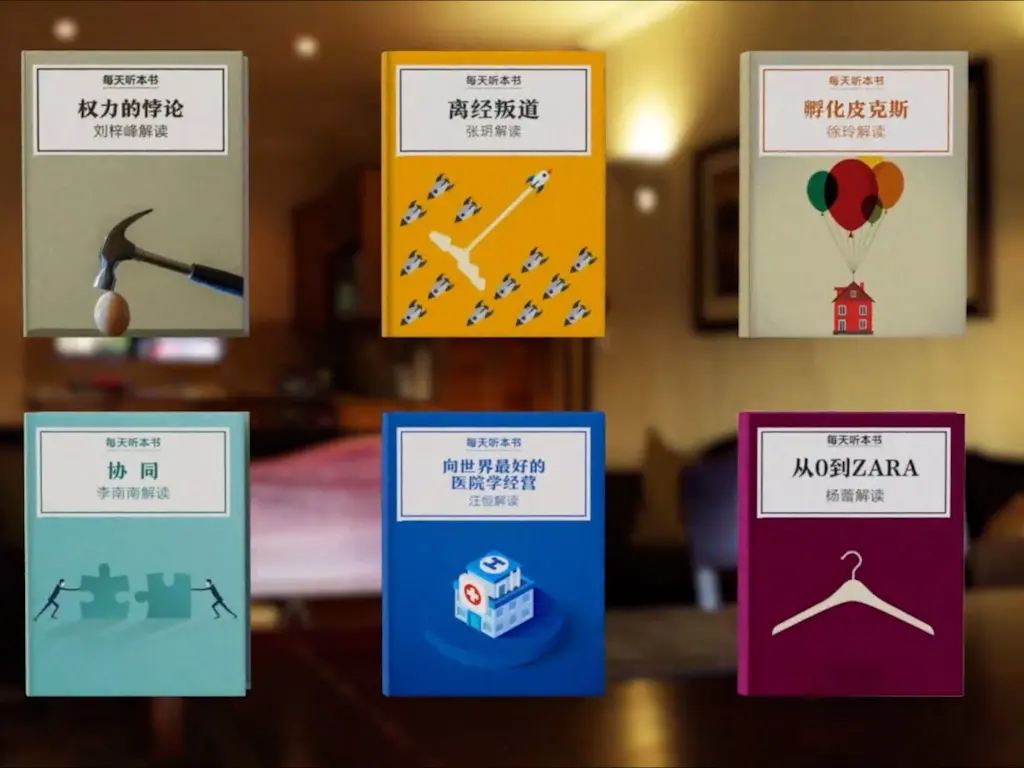 每天听本书
权力的悖论
刘梓峰解读
每天听本书
离经叛道
张玥解读
每天听本书
孵化皮克斯
徐玲解读
每天听本书
协 同
李南南解读
每天听本书
向世界最好的
医院学经营
汪恒解读
每天听本书
从0到ZARA
杨蕾解读